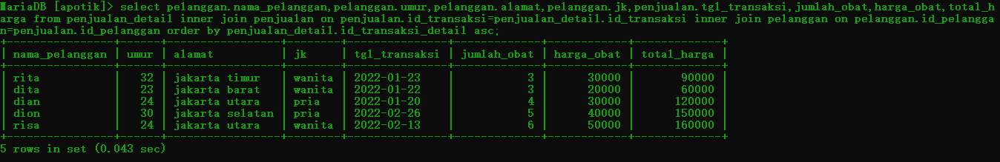 MariaDB [apotik]> select pelanggan.nama_pelanggan,pelanggan.umur,pelanggan.alamat,pelanggan.jk,penjualan.tgl_transaksi,jumlah_obat,harga_obat,total_h
arga from penjualan_detail inner join penjualan on penjualan.id_transaksi=penjualan_detail.id_transaksi inner join pelanggan on pelanggan.id_pelangga
n=penjualan.id_pelanggan order by penjualan_detail.id_transaksi_detail asc;
+----------------+------+-----------------+--------+---------------+-------------+------------+-------------+
| nama_pelanggan | umur | alamat          | jk     | tgl_transaksi | jumlah_obat | harga_obat | total_harga |
+----------------+------+-----------------+--------+---------------+-------------+------------+-------------+
| rita           |   32 | jakarta timur   | wanita | 2022-01-23    |           3 |      30000 |       90000 |
| dita           |   23 | jakarta barat   | wanita | 2022-01-22    |           3 |      20000 |       60000 |
| dian           |   24 | jakarta utara   | pria   | 2022-01-20    |           4 |      30000 |      120000 |
| dion           |   30 | jakarta selatan | pria   | 2022-02-26    |           5 |      40000 |      150000 |
| risa           |   24 | jakarta utara   | wanita | 2022-02-13    |           6 |      50000 |      160000 |
+----------------+------+-----------------+--------+---------------+-------------+------------+-------------+
5 rows in set (0.043 sec)